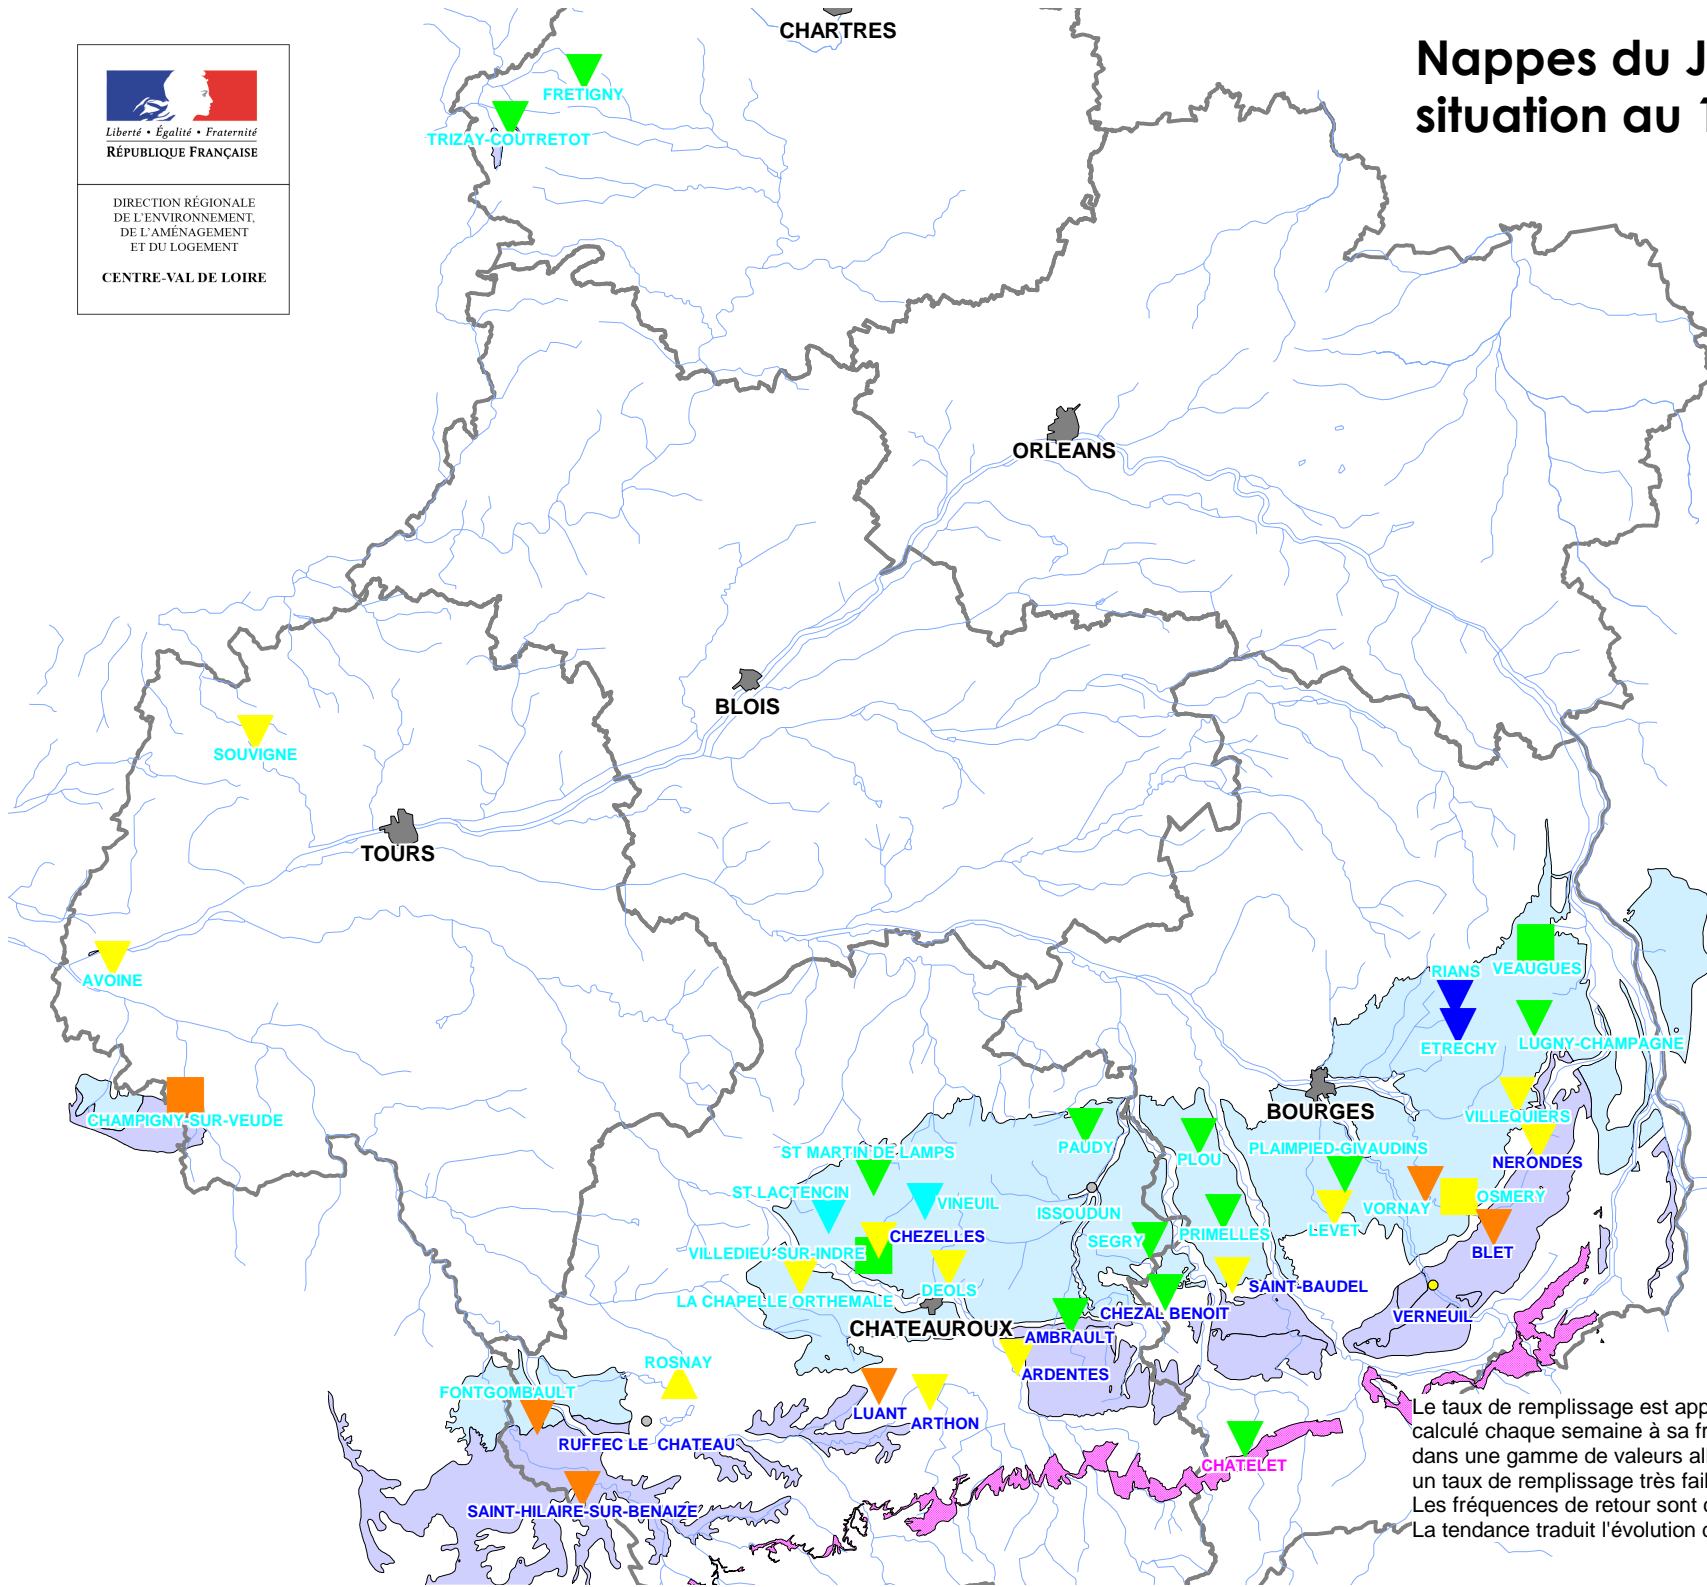 CHARTRES
Nappes du J
situation au 1
FRETIGNY
TRIZAY-COUTRETOT
Liberté • Égalité • Fraternité
RÉPUBLIQUE FRANÇAISE
DIRECTION RÉGIONALE
DE L'ENVIRONNEMENT,
DE L'AMÉNAGEMENT
ET DU LOGEMENT
CENTRE-VAL DE LOIRE
ORLEANS
BLOIS
SOUVIGNE
TOURS
AVOINE
RIANS
VEAUGUES
ETRECHY
LUGNY-CHAMPAGNE
BOURGES
CHAMPIGNY-SUR-VEUDE
VILLEQUIERS
ST MARTIN DE LAMPS
PAUDY
PLOU
PLAIMPIED-GIVAUDINS
NERONDES
ST LACTENCIN
VINEUIL
ISSOUDUN
VORNAY
OSMERY
CHEZELLES
SEGRY
PRIMELLES
LEVET
VILLEDIEU-SUR-INDRE
BLET
DEOLS
SAINT-BAUDEL
LA CHAPELLE ORTHEMALE
CHEZAL BENOIT
VERNEUIL
CHATEAUROUX
AMBRAULT
ROSNAY
ARDENTES
FONTGOMBAULT
LUANT
ARTHON
RUFFEC LE CHATEAU
CHATELET
SAINT-HILAIRE-SUR-BENAIZE
Le taux de remplissage est app
calculé chaque semaine à sa fr
dans une gamme de valeurs all
un taux de remplissage très fail
Les fréquences de retour sont
La tendance traduit l'évolution